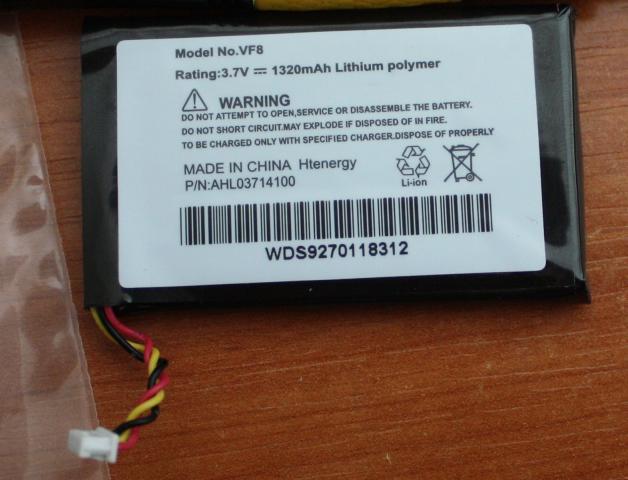 Model No.VF8
Rating:3.7V ⎓ 1320mAh Lithium polymer
WARNING
DO NOT ATTEMPT TO OPEN,SERVICE OR DISASSEMBLE THE BATTERY.
DO NOT SHORT CIRCUIT.MAY EXPLODE IF DISPOSED OF IN FIRE.
TO BE CHARGED ONLY WITH SPECIFIED CHARGER.DISPOSE OF PROPERLY
MADE IN CHINA Htenergy
P/N:AHL03714100
Li-ion
WDS9270118312